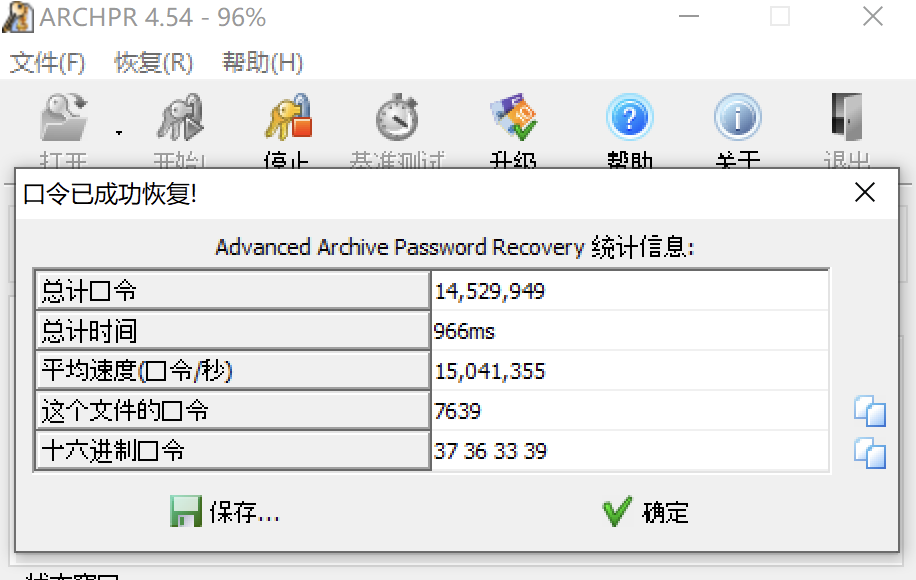 ARCHPR 4.54 - 96%
文件(F) 恢复(R) 帮助(H)
打开 开始! 停止 基准测试 升级 帮助 关于 退出
口令已成功恢复!
Advanced Archive Password Recovery 统计信息:
总计口令 14,529,949
总计时间 966ms
平均速度(口令/秒) 15,041,355
这个文件的口令 7639
十六进制口令 37 36 33 39
保存... 确定
状态窗口